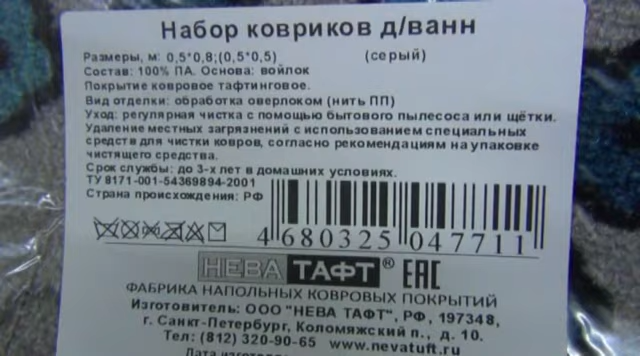 Набор ковриков д/ванн
Размеры, м: 0,5*0,8;(0,5*0,5) (серый)
Состав: 100% ПА. Основа: войлок
Покрытие ковровое тафтинговое.
Вид отделки: обработка оверлоком (нить ПП)
Уход: регулярная чистка с помощью бытового пылесоса или щётки.
Удаление местных загрязнений с использованием специальных
средств для чистки ковров, согласно рекомендациям на упаковке
чистящего средства.
Срок службы: до 3-х лет в домашних условиях.
ТУ 8171-001-54369894-2001
Страна происхождения: РФ
4 680325 047711
НЕВА ТАФТ® ЕАС
ФАБРИКА НАПОЛЬНЫХ КОВРОВЫХ ПОКРЫТИЙ
Изготовитель: ООО "НЕВА ТАФТ", РФ, 197348,
г. Санкт-Петербург, Коломяжский п., д. 10.
Тел: (812) 320-90-65 www.nevatuft.ru
Дата изготовления